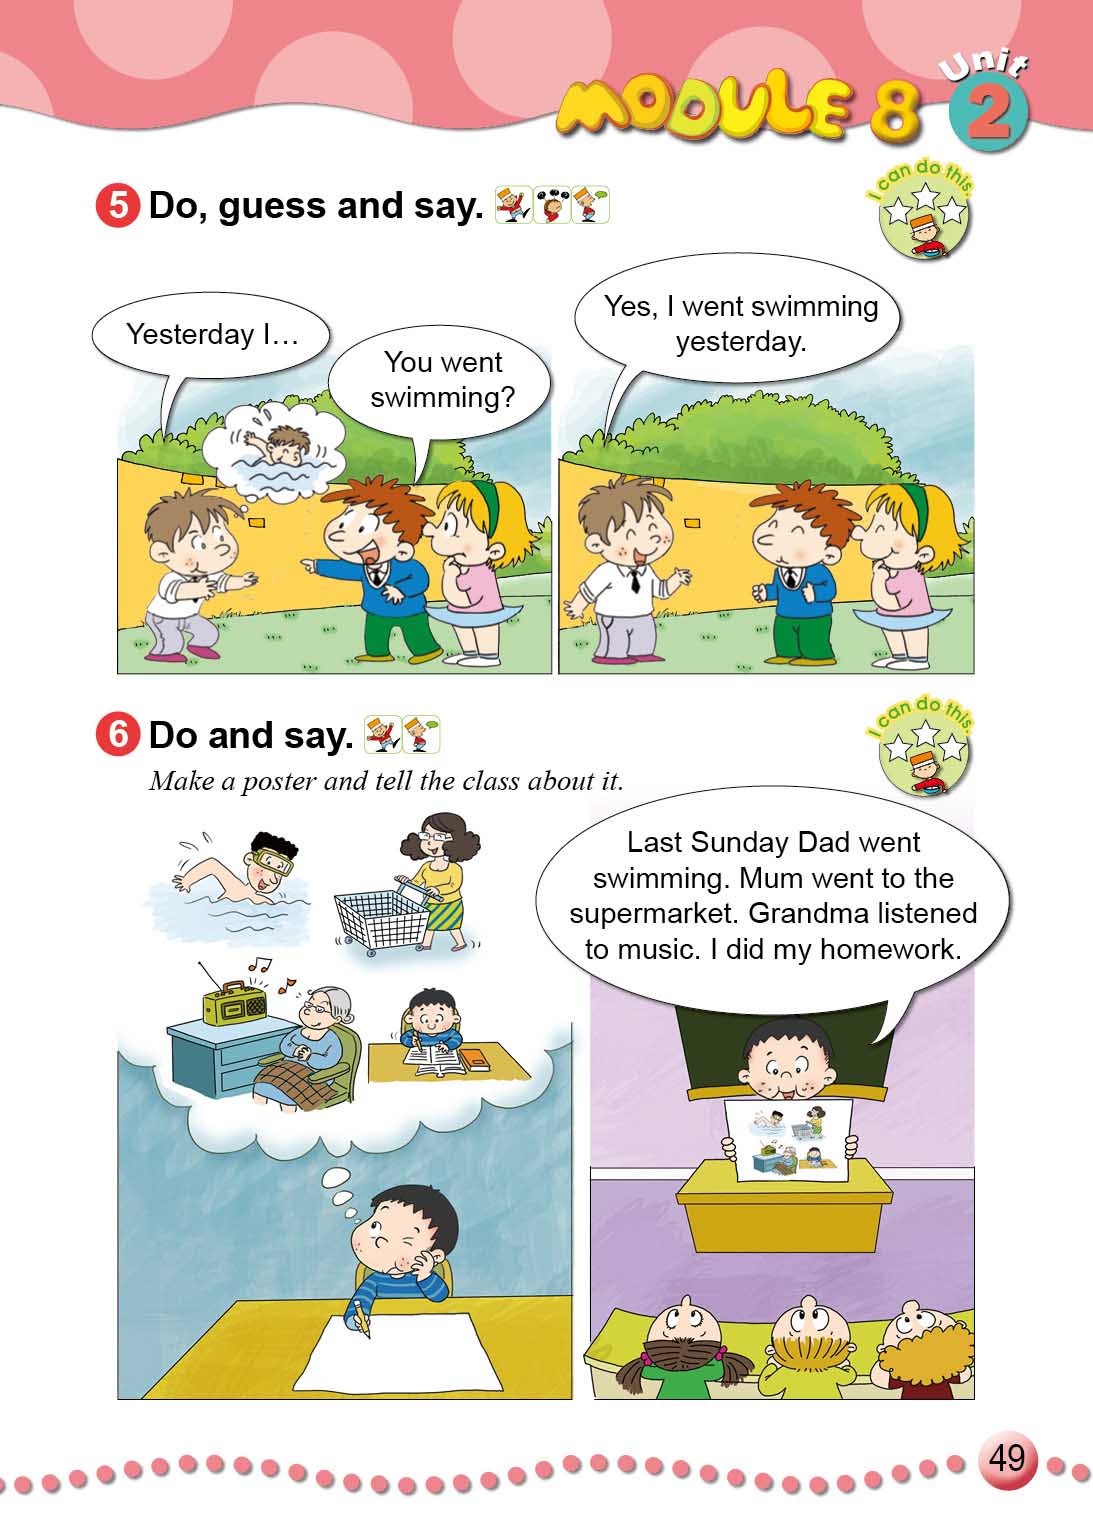 MODULE 8
Unit
2
5 Do, guess and say.
I can do this.
Yesterday I…
You went
swimming?
Yes, I went swimming
yesterday.
6 Do and say.
I can do this.
Make a poster and tell the class about it.
Last Sunday Dad went
swimming. Mum went to the
supermarket. Grandma listened
to music. I did my homework.
49